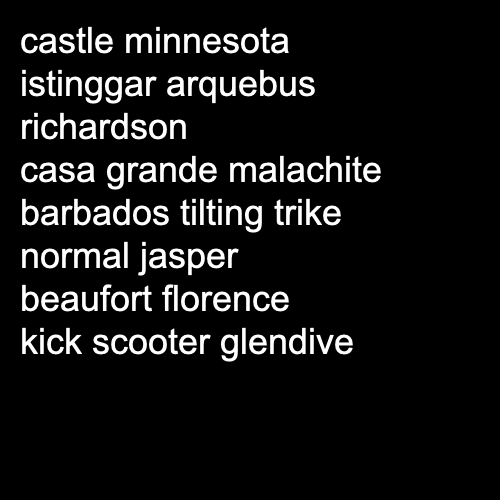 castle minnesota
istinggar arquebus
richardson
casa grande malachite
barbados tilting trike
normal jasper
beaufort florence
kick scooter glendive